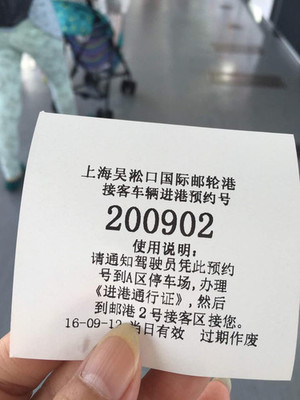 上海吴淞口国际邮轮港
接客车辆进港预约号
200902
使用说明：
请通知驾驶员凭此预约
号到A区停车场，办理
《进港通行证》，然后
到邮港2号接客区接您。
16-09-12 当日有效 过期作废